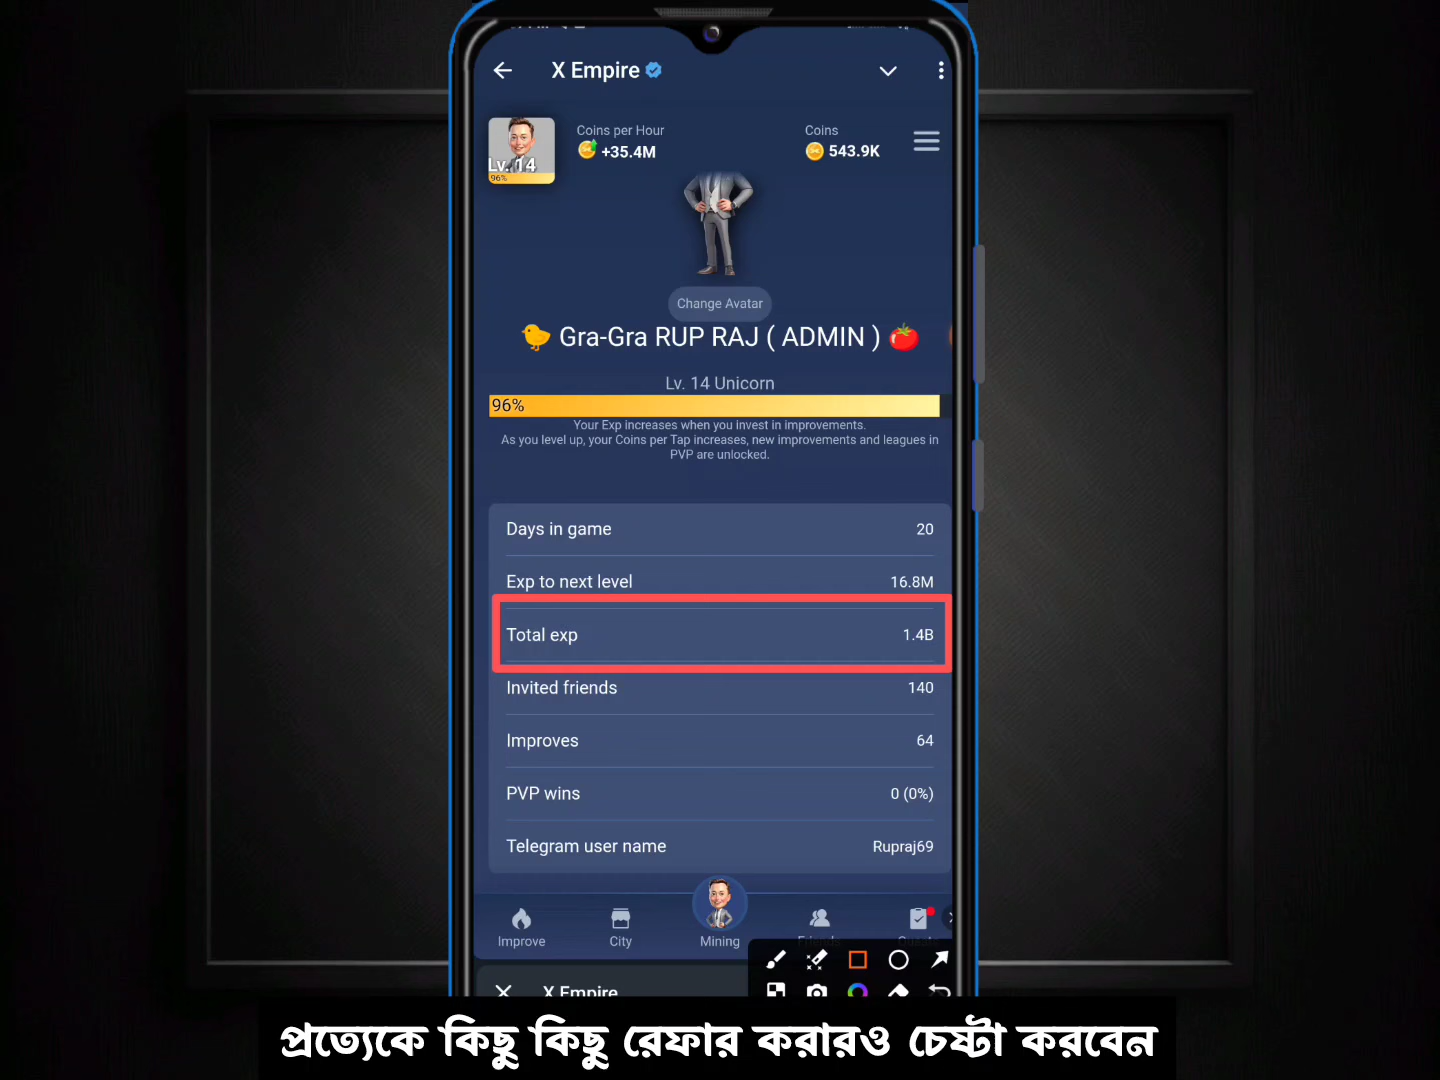 X Empire
Coins per Hour
+35.4M
Coins
543.9K
Lv. 14
96%
Change Avatar
🐤 Gra-Gra RUP RAJ ( ADMIN ) 🍅
Lv. 14 Unicorn
96%
Your Exp increases when you invest in improvements.
As you level up, your Coins per Tap increases, new improvements and leagues in
PVP are unlocked.
Days in game 20
Exp to next level 16.8M
Total exp 1.4B
Invited friends 140
Improves 64
PVP wins 0 (0%)
Telegram user name Rupraj69
Improve City Mining Friends
X Empire
প্রত্যেকে কিছু কিছু রেফার করারও চেষ্টা করবেন